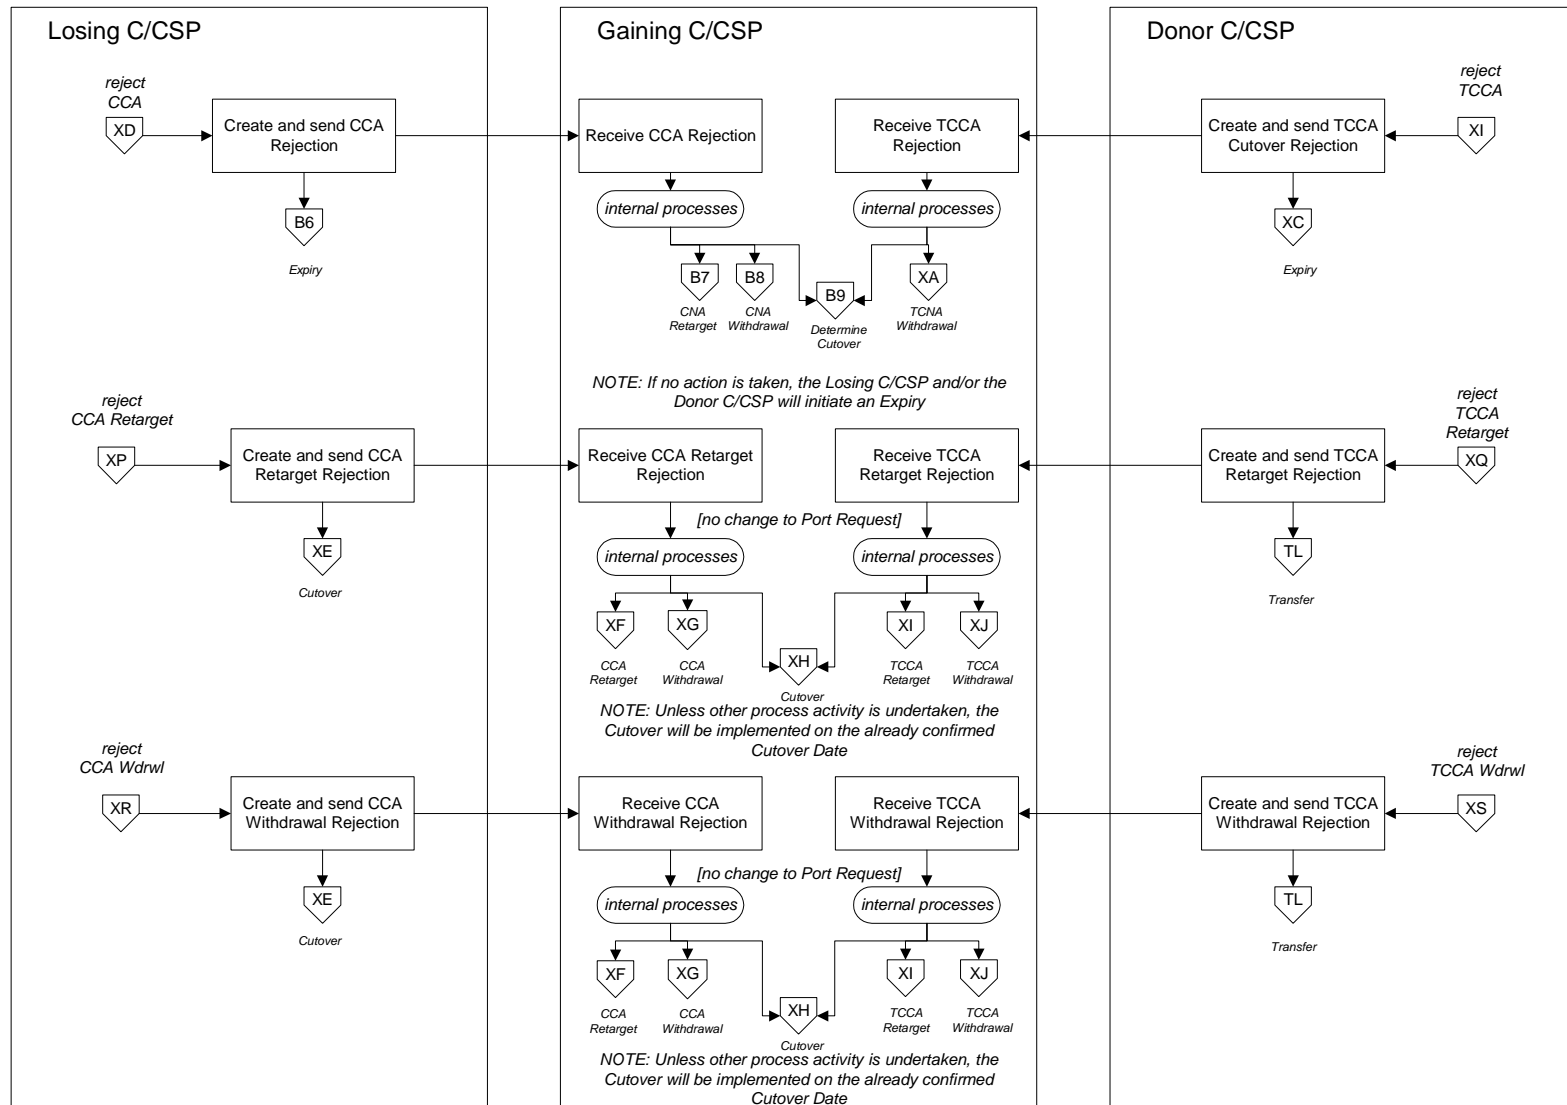 Losing C/CSP
Gaining C/CSP
Donor C/CSP
reject
CCA
XD
Create and send CCA
Rejection
Receive CCA Rejection
Receive TCCA
Rejection
Create and send TCCA
Cutover Rejection
reject
TCCA
XI
B6
Expiry
internal processes
internal processes
XC
Expiry
B7
CNA
Retarget
B8
CNA
Withdrawal
B9
Determine
Cutover
XA
TCNA
Withdrawal
NOTE: If no action is taken, the Losing C/CSP and/or the
Donor C/CSP will initiate an Expiry
reject
CCA Retarget
XP
Create and send CCA
Retarget Rejection
Receive CCA Retarget
Rejection
Receive TCCA
Retarget Rejection
Create and send TCCA
Retarget Rejection
reject
TCCA
Retarget
XQ
[no change to Port Request]
XE
Cutover
internal processes
internal processes
TL
Transfer
XF
CCA
Retarget
XG
CCA
Withdrawal
XH
Cutover
XI
TCCA
Retarget
XJ
TCCA
Withdrawal
NOTE: Unless other process activity is undertaken, the
Cutover will be implemented on the already confirmed
Cutover Date
reject
CCA Wdrwl
XR
Create and send CCA
Withdrawal Rejection
Receive CCA
Withdrawal Rejection
Receive TCCA
Withdrawal Rejection
Create and send TCCA
Withdrawal Rejection
reject
TCCA Wdrwl
XS
[no change to Port Request]
XE
Cutover
internal processes
internal processes
TL
Transfer
XF
CCA
Retarget
XG
CCA
Withdrawal
XH
Cutover
XI
TCCA
Retarget
XJ
TCCA
Withdrawal
NOTE: Unless other process activity is undertaken, the
Cutover will be implemented on the already confirmed
Cutover Date